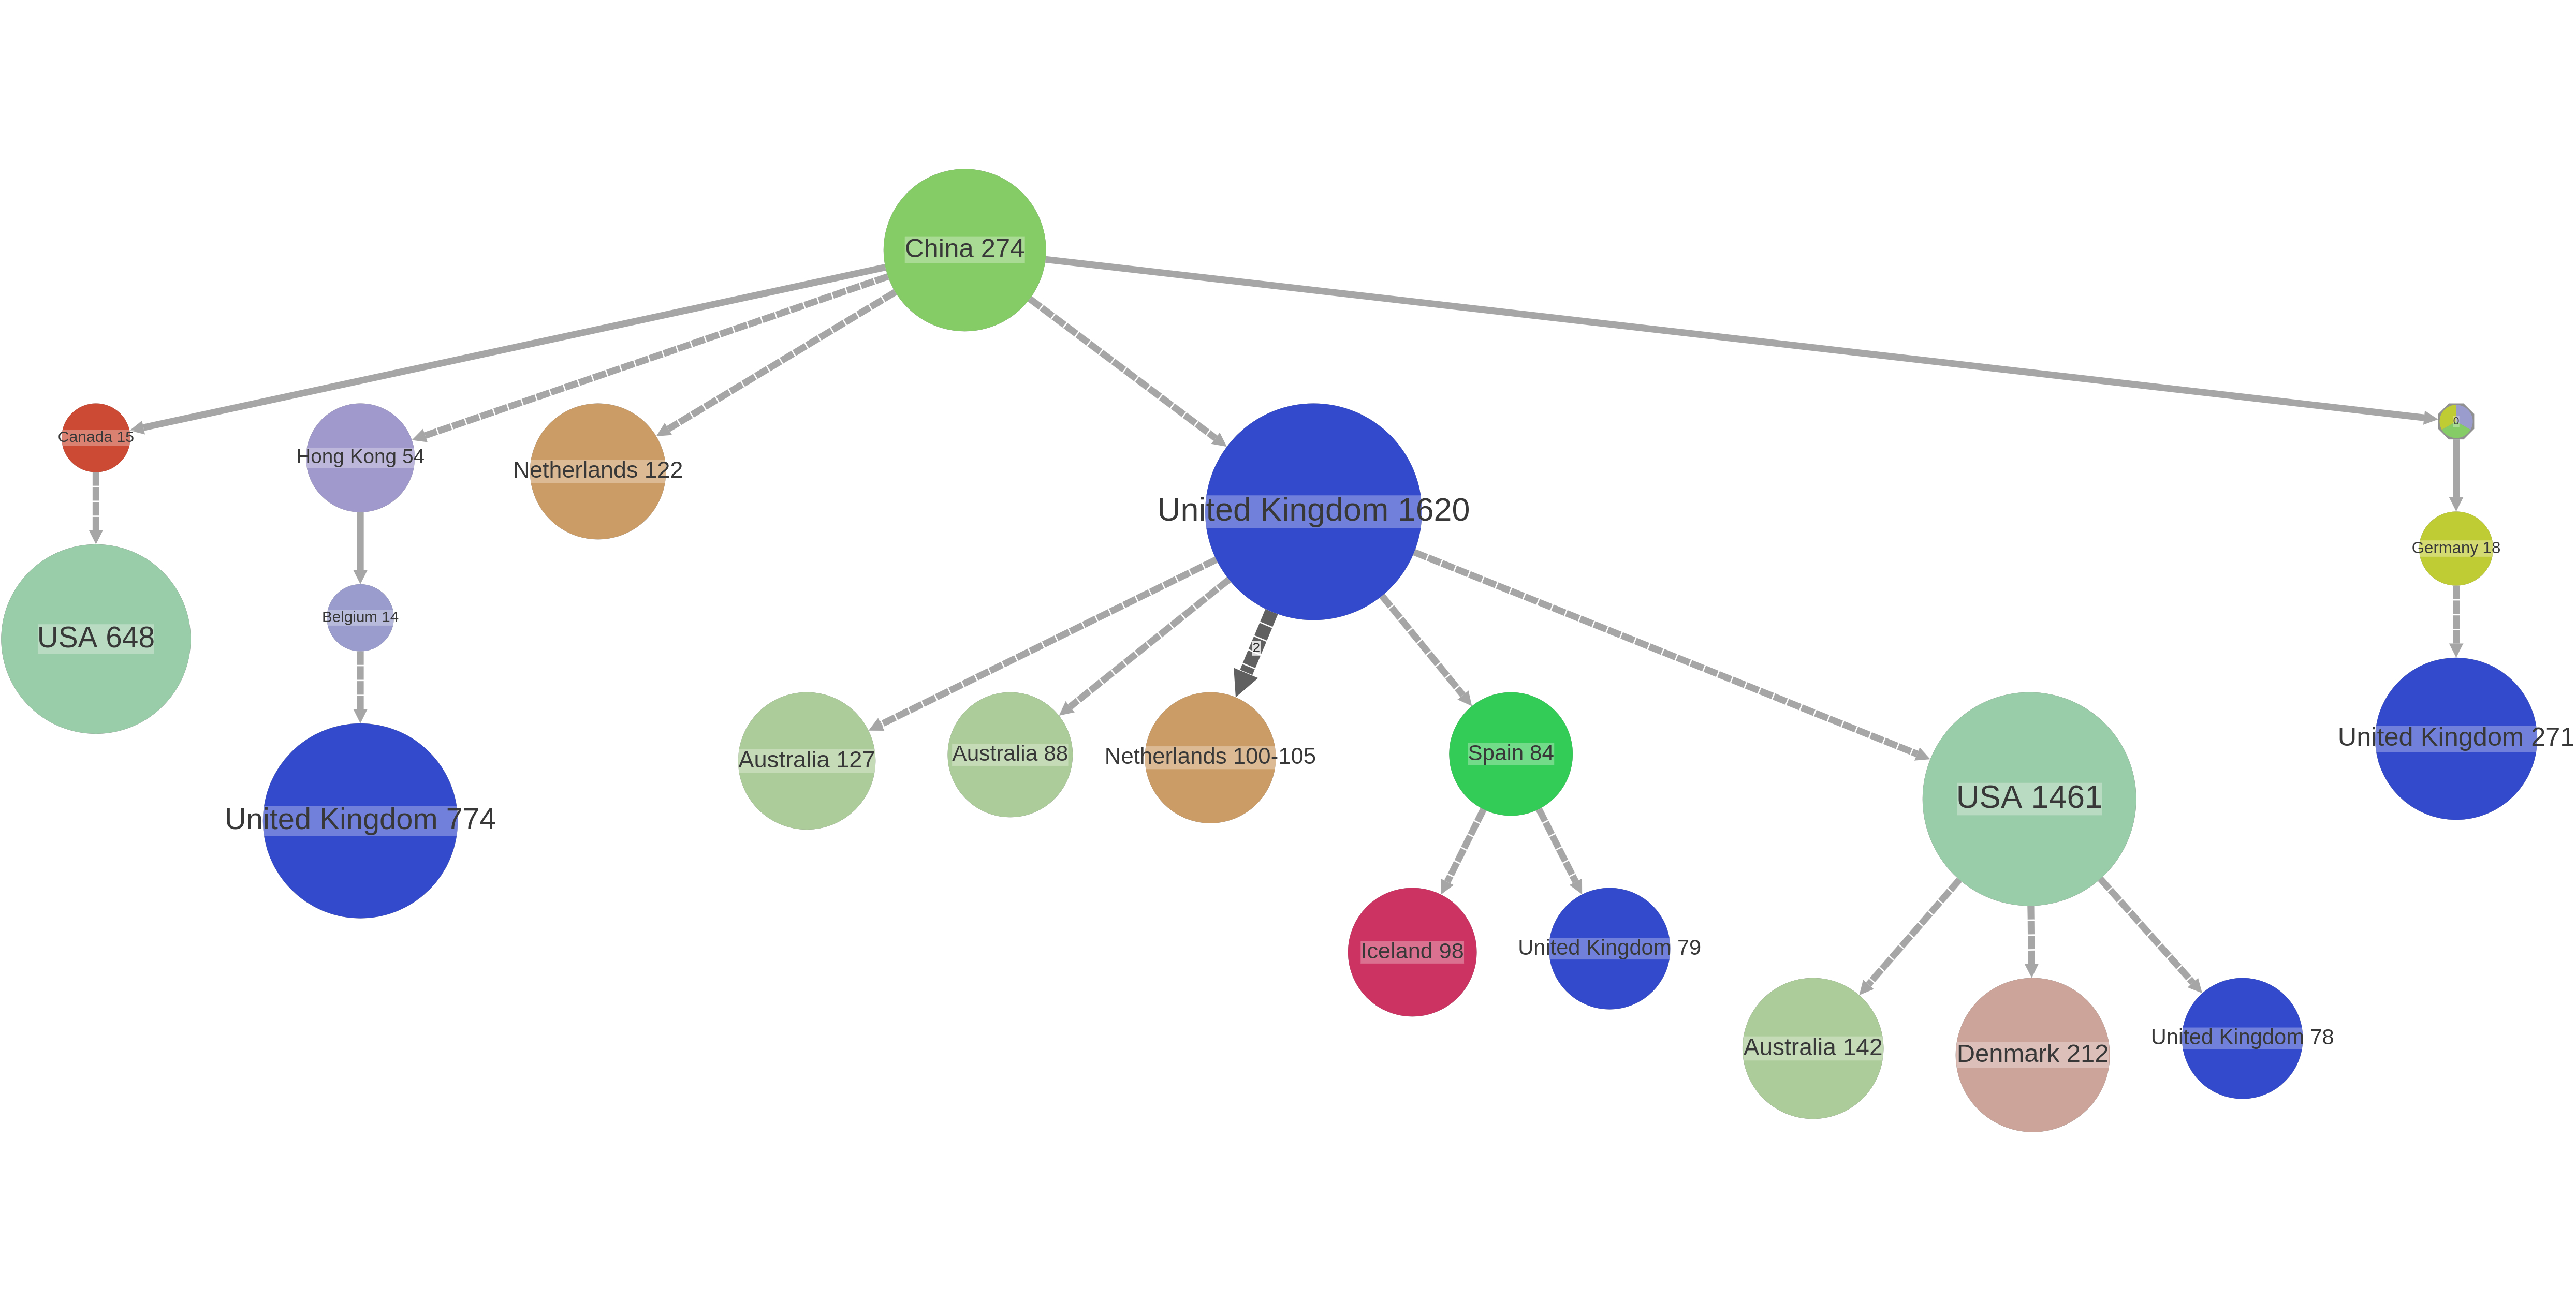 China 274
Canada 15
Hong Kong 54
Netherlands 122
United Kingdom 1620
0
USA 648
Belgium 14
2
Germany 18
United Kingdom 774
Australia 127
Australia 88
Netherlands 100-105
Spain 84
USA 1461
United Kingdom 271
Iceland 98
United Kingdom 79
Australia 142
Denmark 212
United Kingdom 78